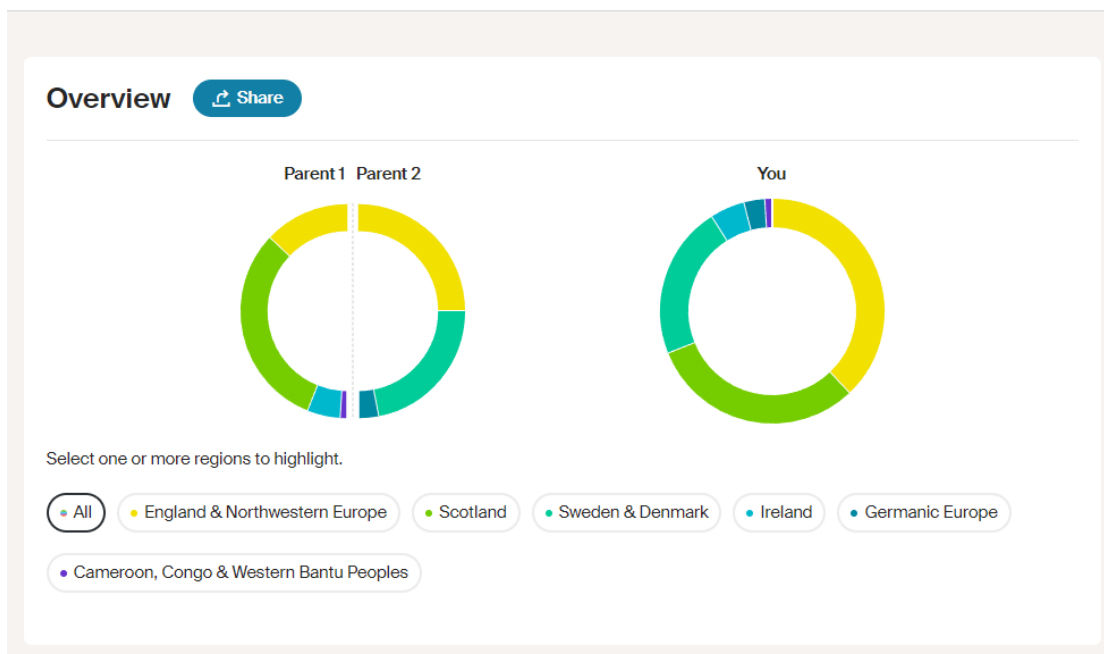 Overview
Share
Parent 1 Parent 2
You
Select one or more regions to highlight.
All
England & Northwestern Europe
Scotland
Sweden & Denmark
Ireland
Germanic Europe
Cameroon, Congo & Western Bantu Peoples